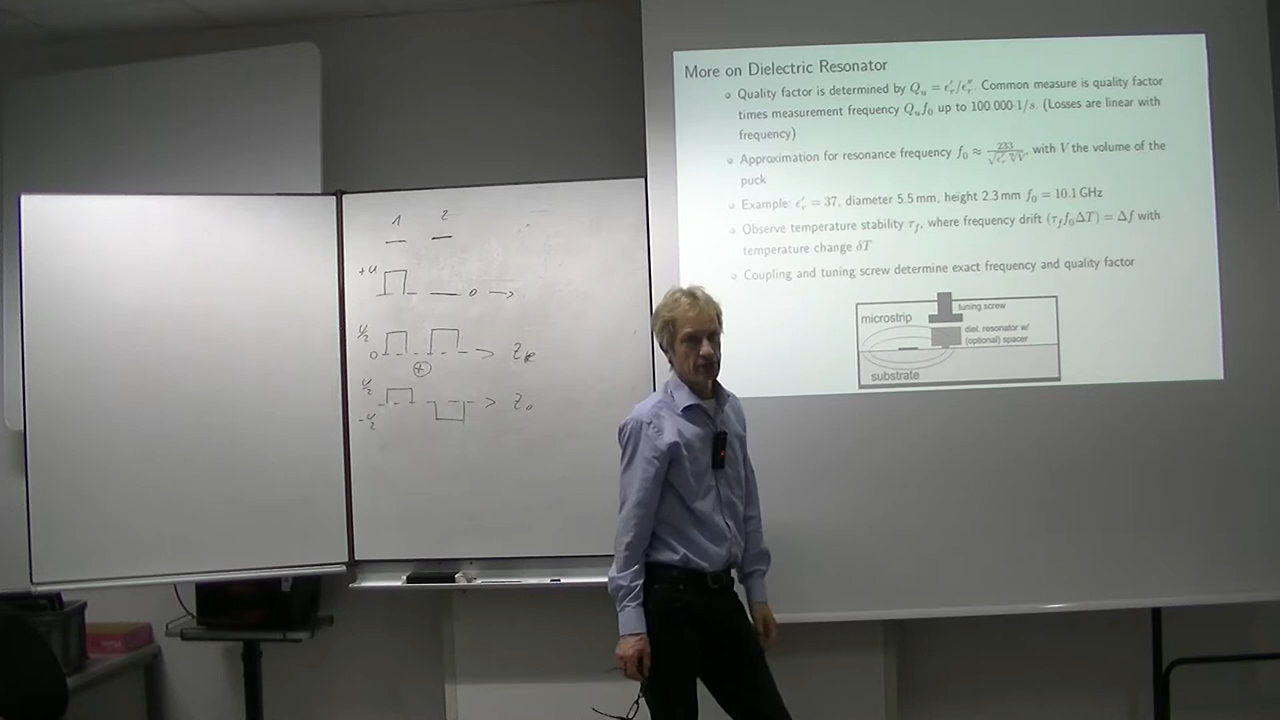 1 2
+U
0
U/2
0
Z_e
+
U/2
-U/2
Z_o
More on Dielectric Resonator
Quality factor is determined by Q_u = ϵ'_r/ϵ''_r. Common measure is quality factor
times measurement frequency Q_u f_0 up to 100.000 1/s. (Losses are linear with
frequency)
Approximation for resonance frequency f_0 ≈ 233/(√ϵ'_r ∛V), with V the volume of the
puck
Example: ϵ'_r = 37, diameter 5.5 mm, height 2.3 mm f_0 = 10.1 GHz
Observe temperature stability τ_f, where frequency drift (τ_f f_0 ΔT) = Δf with
temperature change δT
Coupling and tuning screw determine exact frequency and quality factor
tuning screw
microstrip
diel. resonator w/
(optional) spacer
substrate